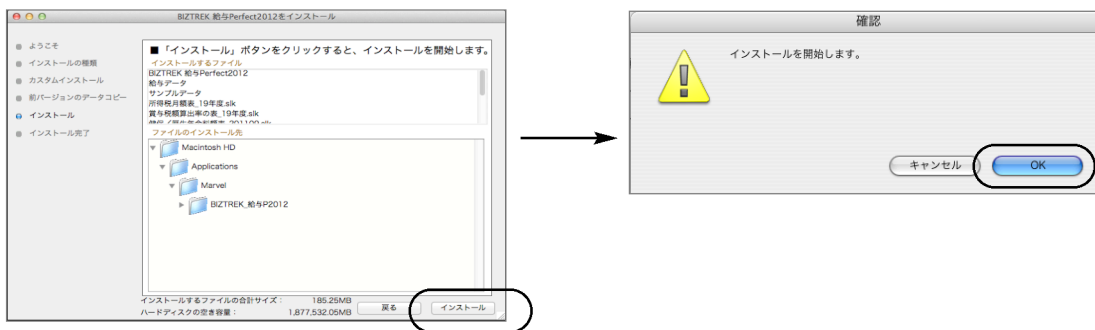 BIZTREK 給与Perfect2012をインストール
ようこそ
インストールの種類
カスタムインストール
前バージョンのデータコピー
インストール
インストール完了
■「インストール」ボタンをクリックすると、インストールを開始します。
インストールするファイル
BIZTREK 給与Perfect2012
給与データ
サンプルデータ
所得税月額表_19年度.slk
賞与税額算出率の表_19年度.slk
ファイルのインストール先
Macintosh HD
Applications
Marvel
BIZTREK_給与P2012
インストールするファイルの合計サイズ： 185.25MB
ハードディスクの空き容量： 1,877,532.05MB
戻る
インストール
確認
インストールを開始します。
キャンセル
OK